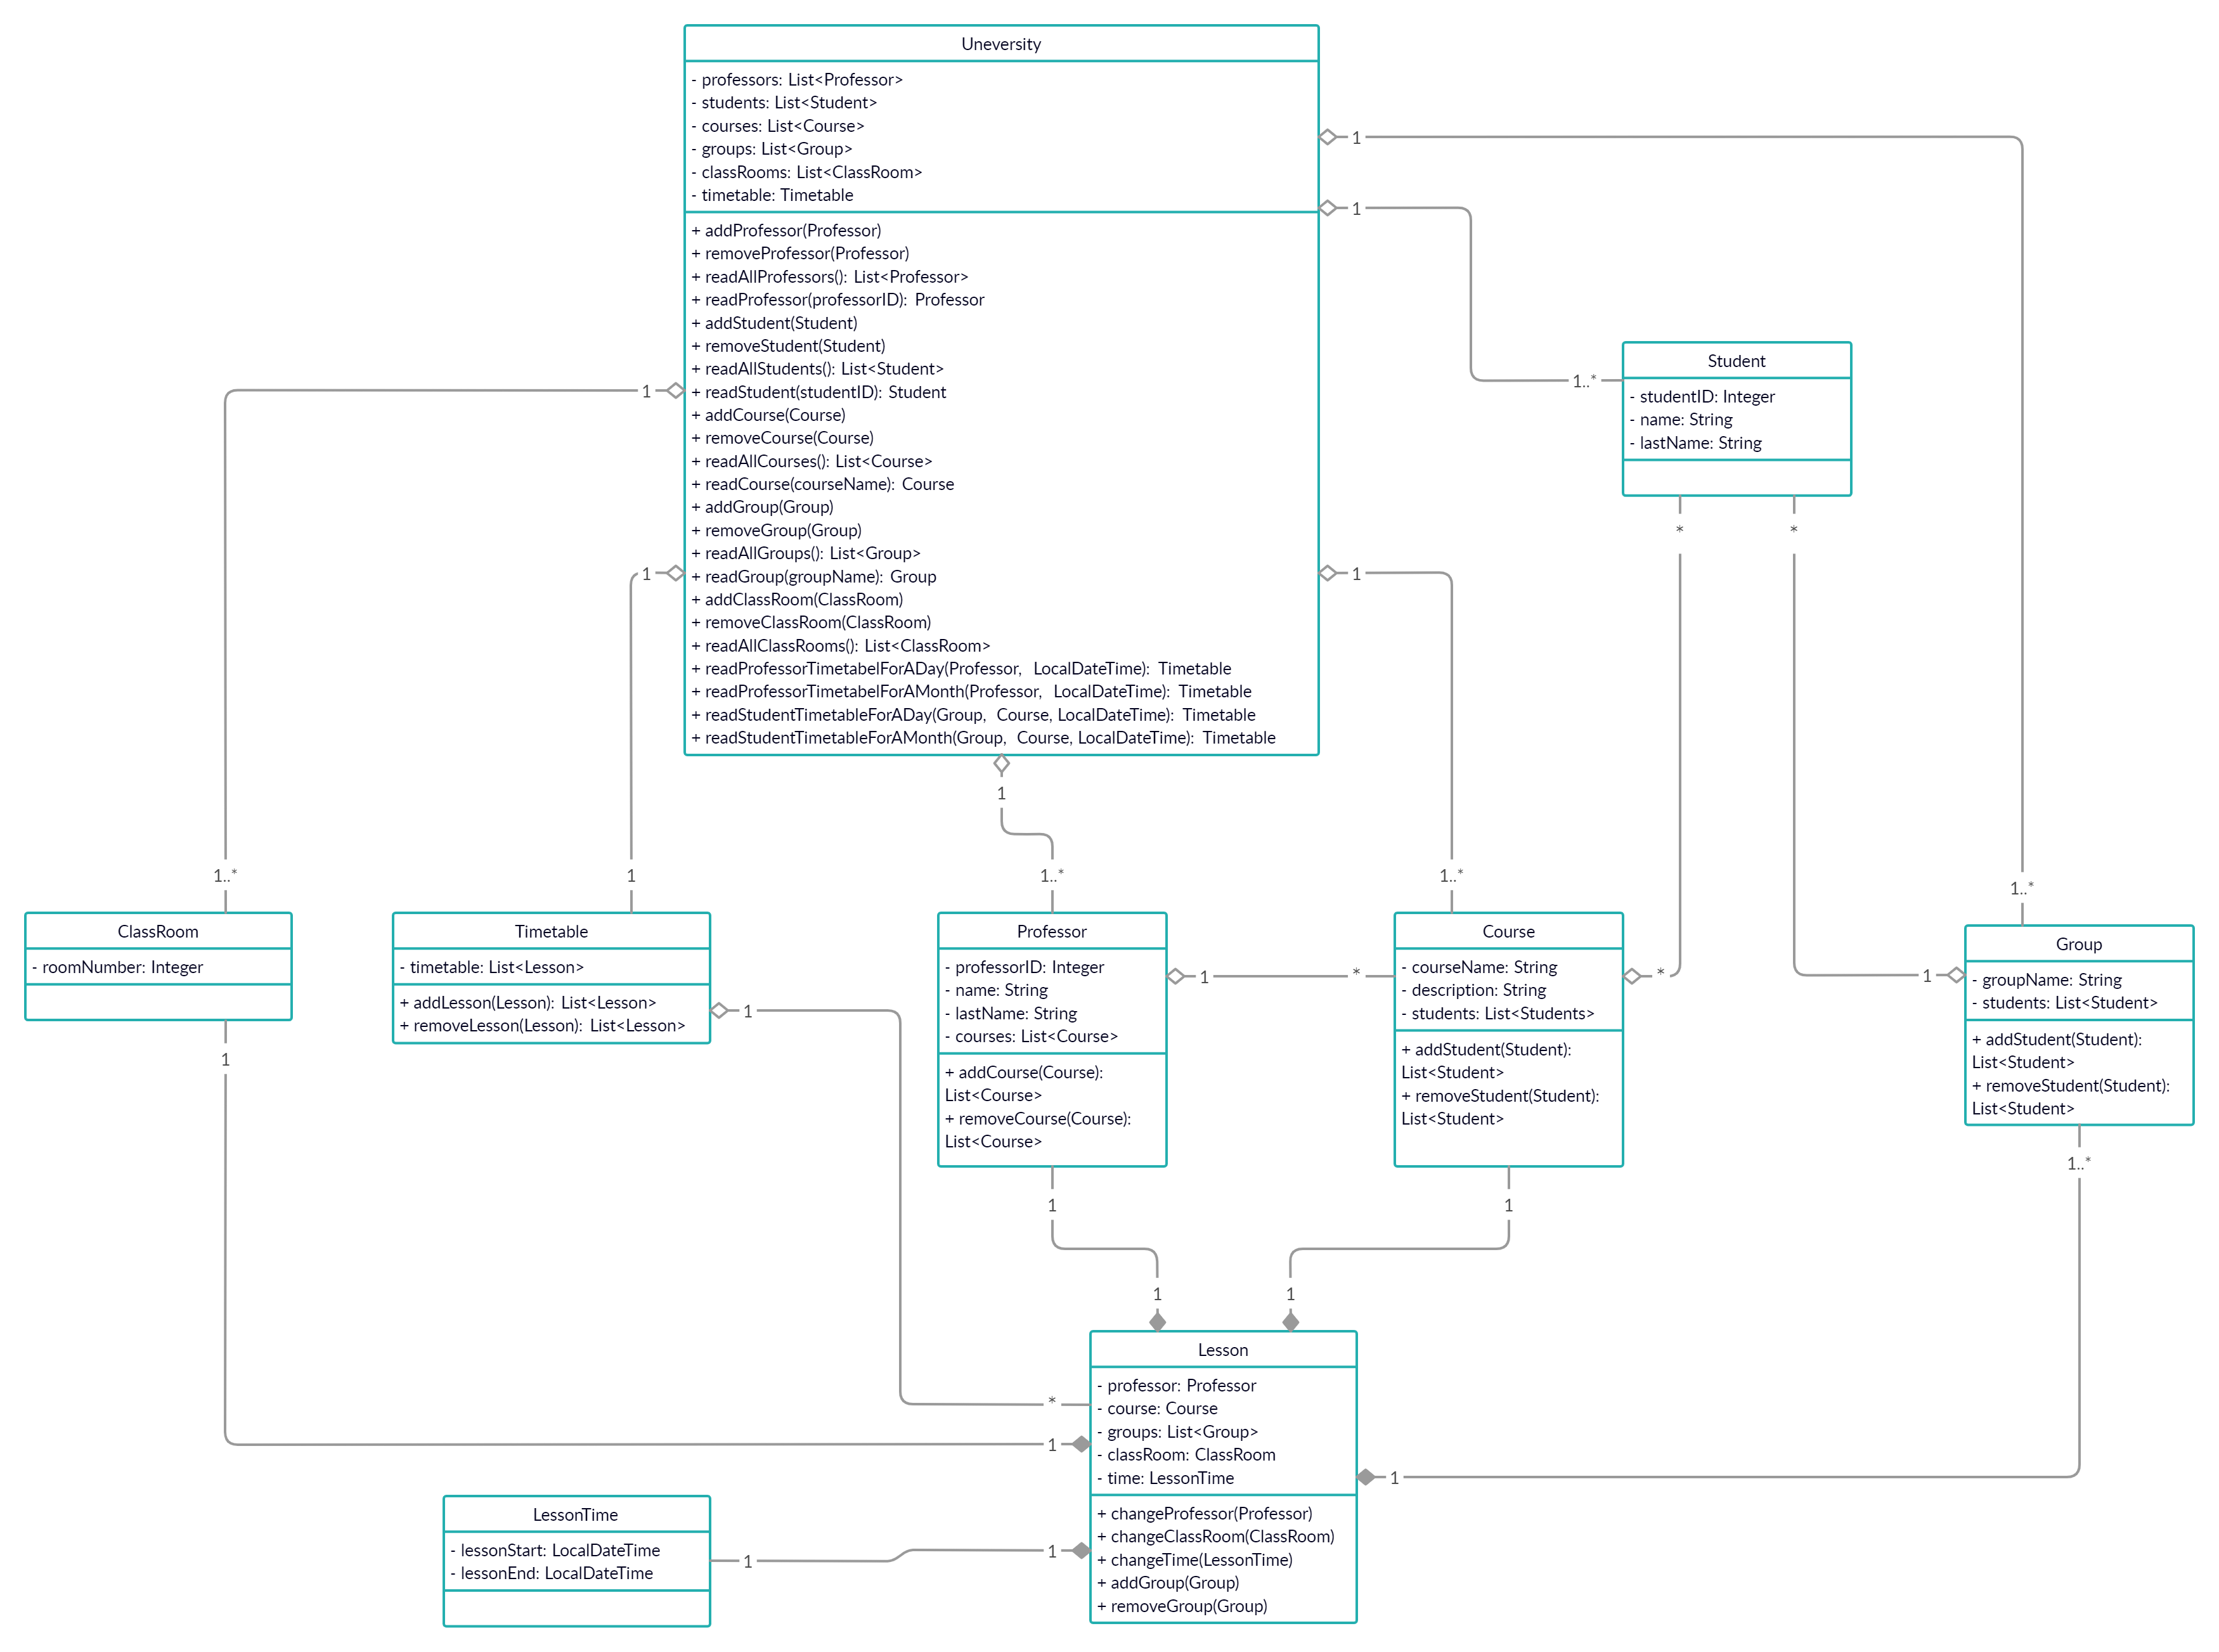 Uneversity
- professors: List<Professor>
- students: List<Student>
- courses: List<Course>
- groups: List<Group>
- classRooms: List<ClassRoom>
- timetable: Timetable
+ addProfessor(Professor)
+ removeProfessor(Professor)
+ readAllProfessors(): List<Professor>
+ readProfessor(professorID): Professor
+ addStudent(Student)
+ removeStudent(Student)
+ readAllStudents(): List<Student>
+ readStudent(studentID): Student
+ addCourse(Course)
+ removeCourse(Course)
+ readAllCourses(): List<Course>
+ readCourse(courseName): Course
+ addGroup(Group)
+ removeGroup(Group)
+ readAllGroups(): List<Group>
+ readGroup(groupName): Group
+ addClassRoom(ClassRoom)
+ removeClassRoom(ClassRoom)
+ readAllClassRooms(): List<ClassRoom>
+ readProfessorTimetabelForADay(Professor, LocalDateTime): Timetable
+ readProfessorTimetabelForAMonth(Professor, LocalDateTime): Timetable
+ readStudentTimetableForADay(Group, Course, LocalDateTime): Timetable
+ readStudentTimetableForAMonth(Group, Course, LocalDateTime): Timetable
1
1
1..*
Student
- studentID: Integer
- name: String
- lastName: String
*
*
1
1
1
1
1..*
1
1..*
1..*
1..*
ClassRoom
- roomNumber: Integer
1
Timetable
- timetable: List<Lesson>
+ addLesson(Lesson): List<Lesson>
+ removeLesson(Lesson): List<Lesson>
1
Professor
- professorID: Integer
- name: String
- lastName: String
- courses: List<Course>
+ addCourse(Course):
List<Course>
+ removeCourse(Course):
List<Course>
1
*
Course
- courseName: String
- description: String
- students: List<Students>
+ addStudent(Student):
List<Student>
+ removeStudent(Student):
List<Student>
*
1
Group
- groupName: String
- students: List<Student>
+ addStudent(Student):
List<Student>
+ removeStudent(Student):
List<Student>
1..*
1
1
1
1
Lesson
- professor: Professor
- course: Course
- groups: List<Group>
- classRoom: ClassRoom
- time: LessonTime
+ changeProfessor(Professor)
+ changeClassRoom(ClassRoom)
+ changeTime(LessonTime)
+ addGroup(Group)
+ removeGroup(Group)
*
1
1
LessonTime
- lessonStart: LocalDateTime
- lessonEnd: LocalDateTime
1
1